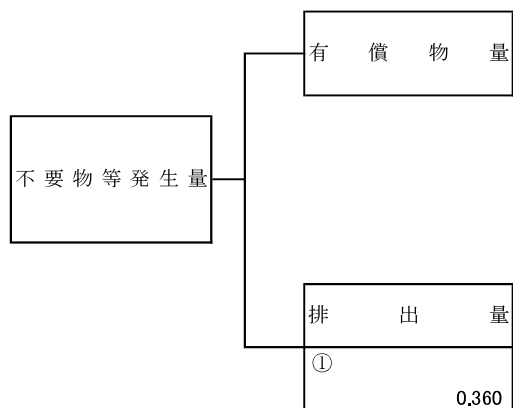 有償物量
不要物等発生量
排出量
①
0.360